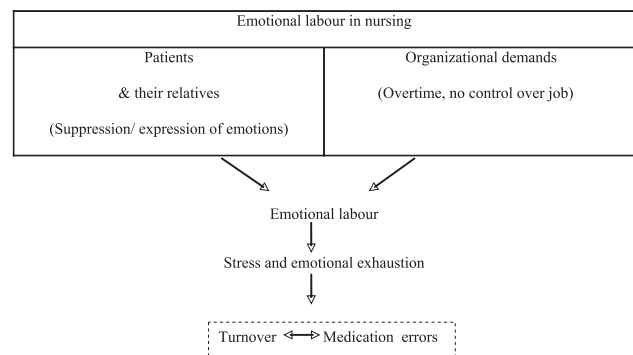 Emotional labour in nursing
Patients
& their relatives
(Suppression/ expression of emotions)
Organizational demands
(Overtime, no control over job)
Emotional labour
Stress and emotional exhaustion
Turnover Medication errors